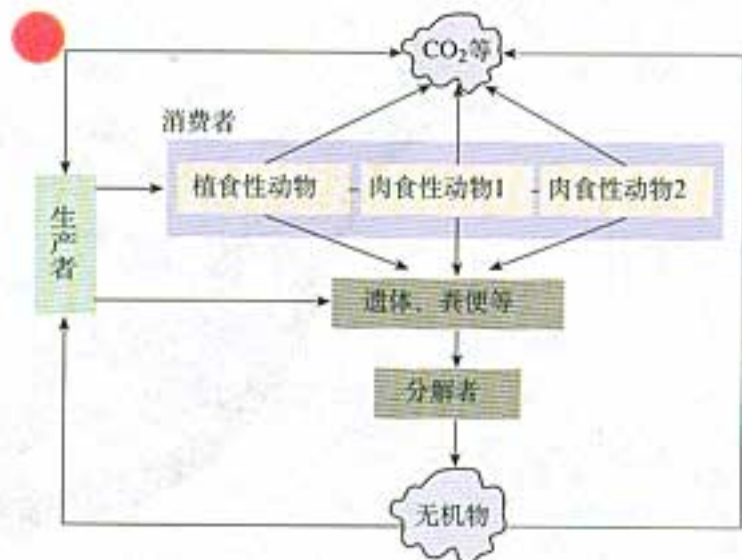 CO₂等
消费者
植食性动物
肉食性动物1
肉食性动物2
生产者
遗体、粪便等
分解者
无机物